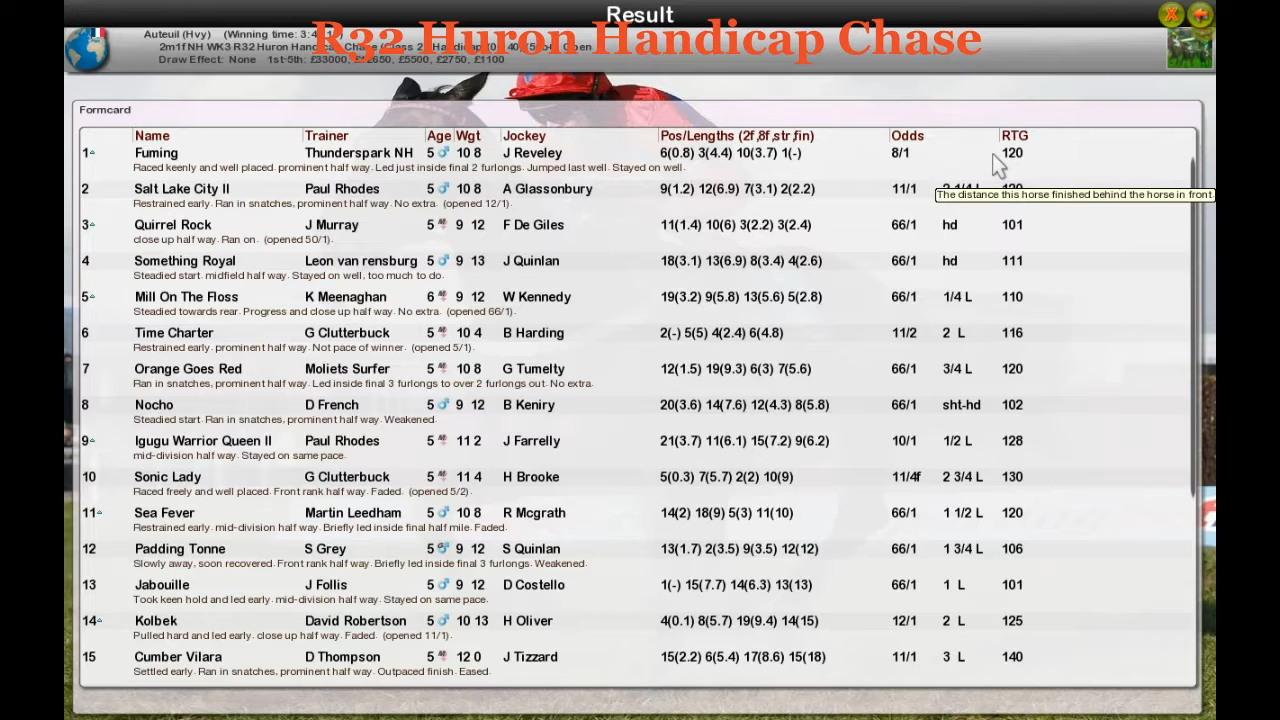 Result
R33 Huron Handicap Chase
Auteuil (Hvy) (Winning time: 3:4
2m1f NH WK3 R32 Huron Handicap Chase (Class 2) Handicap Open
Draw Effect: None 1st-5th: £33000, £12650, £5500, £2750, £1100
Formcard
Name Trainer Age Wgt Jockey Pos/Lengths (2f,8f,str,fin) Odds RTG
1 Fuming Thunderspark NH 5 10 8 J Reveley 6(0.8) 3(4.4) 10(3.7) 1(-) 8/1 120
Raced keenly and well placed. prominent half way. Led just inside final 2 furlongs. Jumped last well. Stayed on well.
2 Salt Lake City II Paul Rhodes 5 10 8 A Glassonbury 9(1.2) 12(6.9) 7(3.1) 2(2.2) 11/1 2 1/4 L 120
The distance this horse finished behind the horse in front
Restrained early. Ran in snatches, prominent half way. No extra. (opened 12/1).
3 Quirrel Rock J Murray 5 9 12 F De Giles 11(1.4) 10(6) 3(2.2) 3(2.4) 66/1 hd 101
close up half way. Ran on. (opened 50/1).
4 Something Royal Leon van rensburg 5 9 13 J Quinlan 18(3.1) 13(6.9) 8(3.4) 4(2.6) 66/1 hd 111
Steadied start. midfield half way. Stayed on well, too much to do.
5 Mill On The Floss K Meenaghan 6 9 12 W Kennedy 19(3.2) 9(5.8) 13(5.6) 5(2.8) 66/1 1/4 L 110
Steadied towards rear. Progress and close up half way. No extra. (opened 66/1).
6 Time Charter G Clutterbuck 5 10 4 B Harding 2(-) 5(5) 4(2.4) 6(4.8) 11/2 2 L 116
Restrained early. prominent half way. Not pace of winner. (opened 5/1).
7 Orange Goes Red Moliets Surfer 5 10 8 G Tumelty 12(1.5) 19(9.3) 6(3) 7(5.6) 66/1 3/4 L 120
Ran in snatches, prominent half way. Led inside final 3 furlongs to over 2 furlongs out. No extra.
8 Nocho D French 5 9 12 B Keniry 20(3.6) 14(7.6) 12(4.3) 8(5.8) 66/1 sht-hd 102
Steadied start. Ran in snatches, prominent half way. Weakened.
9 Igugu Warrior Queen II Paul Rhodes 5 11 2 J Farrelly 21(3.7) 11(6.1) 15(7.2) 9(6.2) 10/1 1/2 L 128
mid-division half way. Stayed on same pace.
10 Sonic Lady G Clutterbuck 5 11 4 H Brooke 5(0.3) 7(5.7) 2(2) 10(9) 11/4f 2 3/4 L 130
Raced freely and well placed. Front rank half way. Faded. (opened 5/2).
11 Sea Fever Martin Leedham 5 10 8 R Mcgrath 14(2) 18(9) 5(3) 11(10) 66/1 1 1/2 L 120
Restrained early. mid-division half way. Briefly led inside final half mile. Faded.
12 Padding Tonne S Grey 5 9 12 S Quinlan 13(1.7) 2(3.5) 9(3.5) 12(12) 66/1 1 3/4 L 106
Slowly away, soon recovered. Front rank half way. Briefly led inside final 3 furlongs. Weakened.
13 Jabouille J Follis 5 9 12 D Costello 1(-) 15(7.7) 14(6.3) 13(13) 66/1 1 L 101
Took keen hold and led early. mid-division half way. Stayed on same pace.
14 Kolbek David Robertson 5 10 13 H Oliver 4(0.1) 8(5.7) 19(9.4) 14(15) 12/1 2 L 125
Pulled hard and led early. close up half way. Faded. (opened 11/1).
15 Cumber Vilara D Thompson 5 12 0 J Tizzard 15(2.2) 6(5.4) 17(8.6) 15(18) 11/1 3 L 140
Settled early. Ran in snatches, prominent half way. Outpaced finish. Eased.